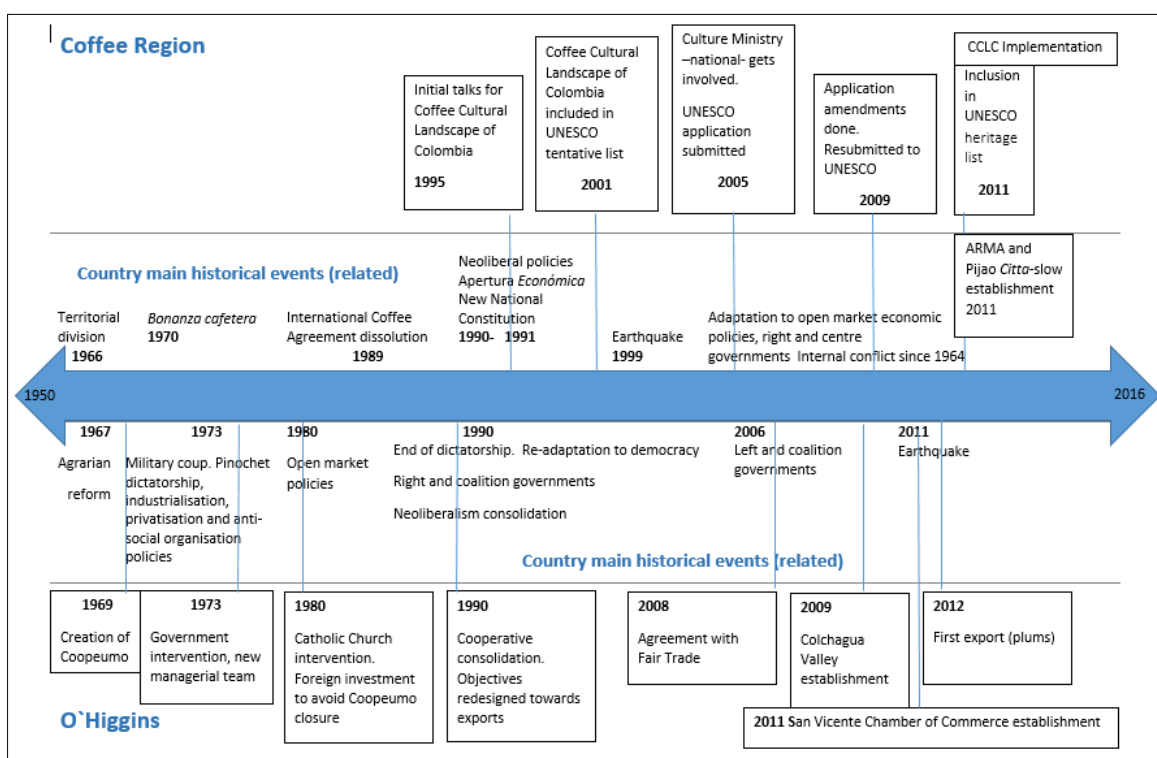 Coffee Region
Initial talks for
Coffee Cultural
Landscape of
Colombia
1995
Coffee Cultural
Landscape of
Colombia
included in
UNESCO
tentative list
2001
Culture Ministry
–national- gets
involved.
UNESCO
application
submitted
2005
Application
amendments
done.
Resubmitted to
UNESCO
2009
CCLC Implementation
Inclusion
in
UNESCO
heritage
list
2011
Country main historical events (related)
Territorial
division
1966
Bonanza cafetera
1970
International Coffee
Agreement dissolution
1989
Neoliberal policies
Apertura Económica
New National
Constitution
1990- 1991
Earthquake
1999
Adaptation to open market economic
policies, right and centre
governments Internal conflict since 1964
ARMA and
Pijao Citta-slow
establishment
2011
1950
2016
1967
Agrarian
reform
1973
Military coup. Pinochet
dictatorship,
industrialisation,
privatisation and anti-
social organisation
policies
1980
Open market
policies
1990
End of dictatorship. Re-adaptation to democracy
Right and coalition governments
Neoliberalism consolidation
2006
Left and coalition
governments
2011
Earthquake
Country main historical events (related)
1969
Creation of
Coopeumo
1973
Government
intervention, new
managerial team
1980
Catholic Church
intervention.
Foreign investment
to avoid Coopeumo
closure
1990
Cooperative
consolidation.
Objectives
redesigned towards
exports
2008
Agreement with
Fair Trade
2009
Colchagua
Valley
establishment
2012
First export (plums)
2011 San Vicente Chamber of Commerce establishment
O`Higgins